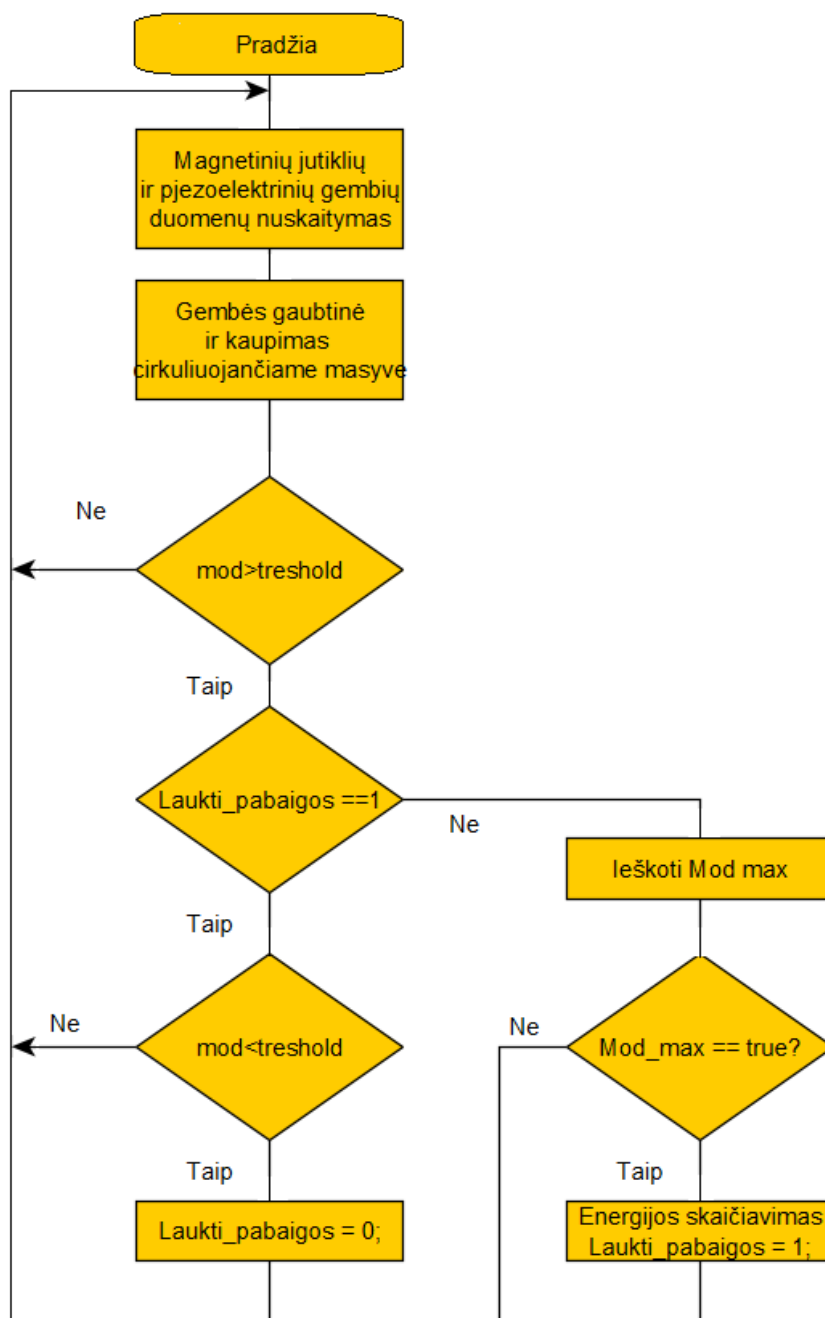 Pradžia
Magnetinių jutiklių
ir pjezoelektrinių gembių
duomenų nuskaitymas
Gembės gaubtinė
ir kaupimas
cirkuliuojančiame masyve
Ne
mod>treshold
Taip
Laukti_pabaigos ==1
Ne
Ieškoti Mod max
Taip
Ne
mod<treshold
Ne
Mod_max == true?
Taip
Taip
Laukti_pabaigos = 0;
Energijos skaičiavimas
Laukti_pabaigos = 1;